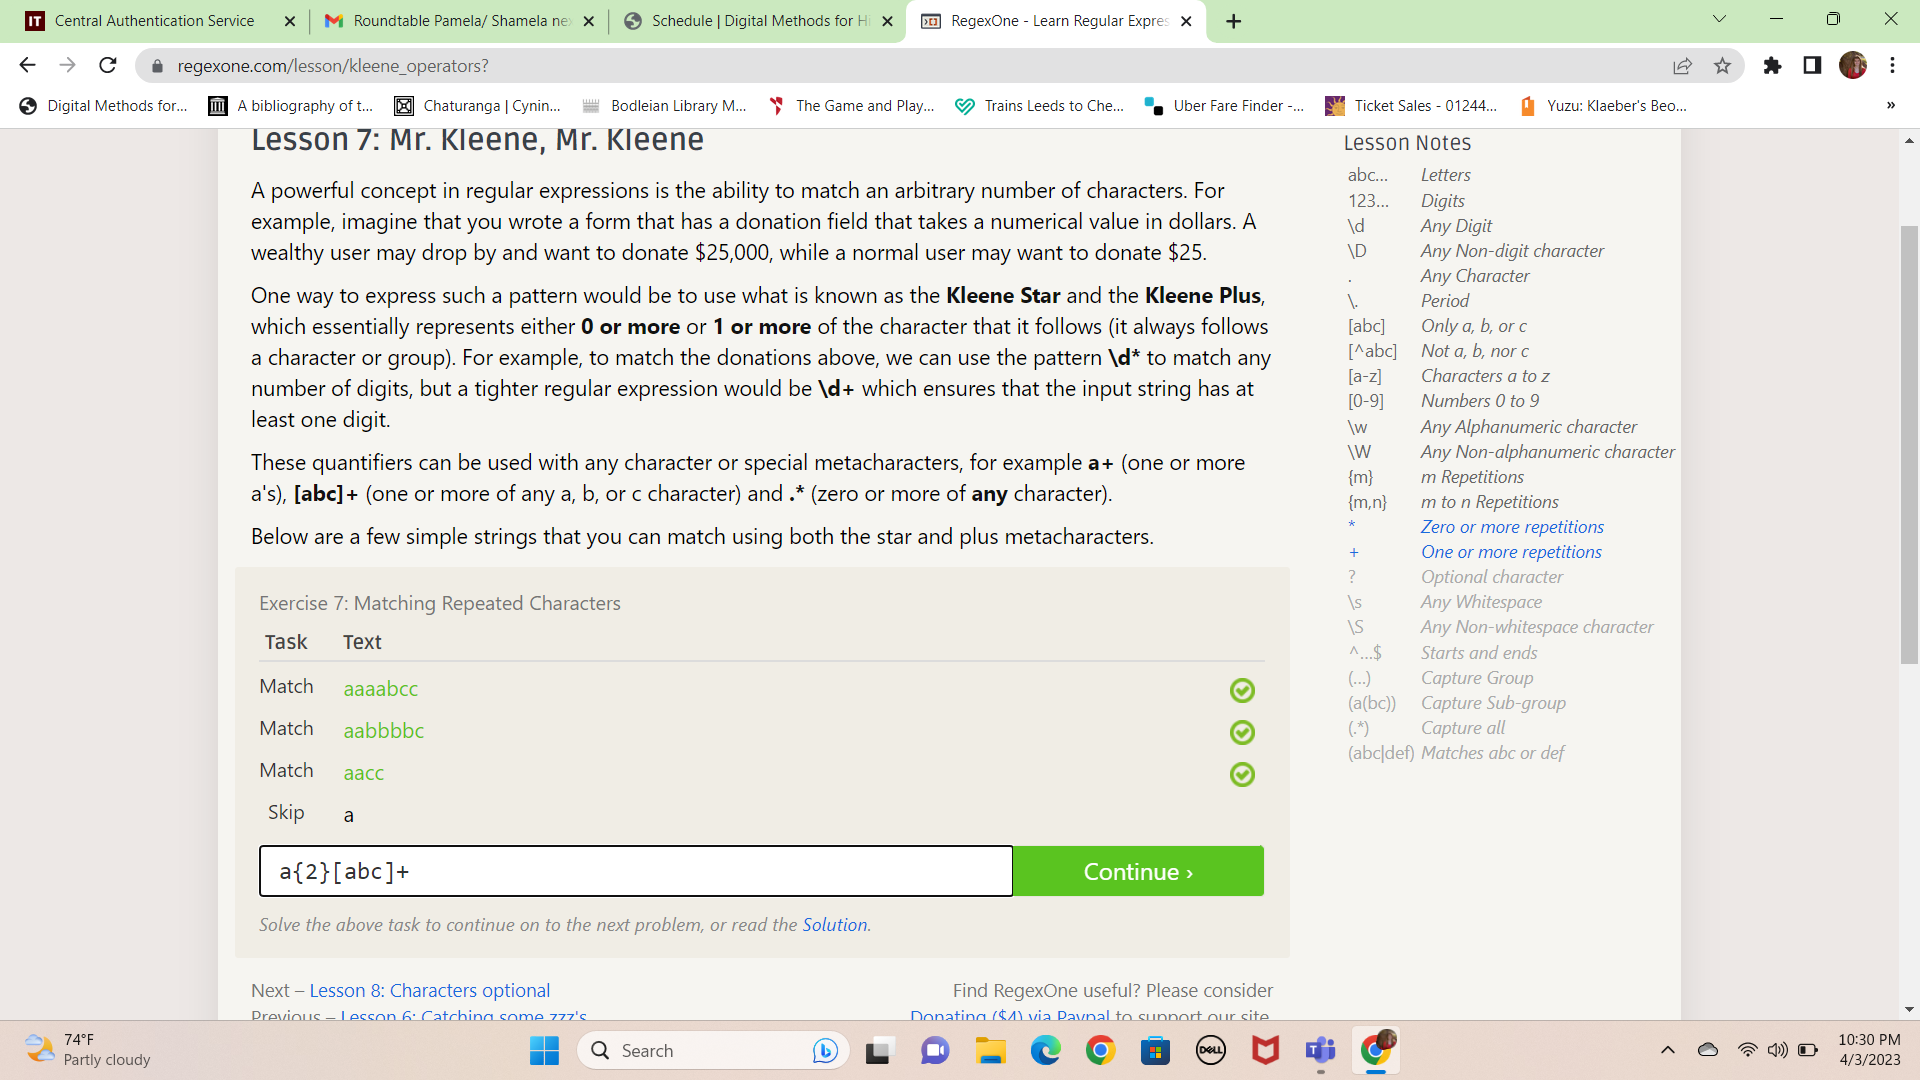 Central Authentication Service
Roundtable Pamela/ Shamela ne
Schedule | Digital Methods for Hi
RegexOne - Learn Regular Expres
regexone.com/lesson/kleene_operators?
Digital Methods for...
A bibliography of t...
Chaturanga | Cynin...
Bodleian Library M...
The Game and Play...
Trains Leeds to Che...
Uber Fare Finder -...
Ticket Sales - 01244...
Yuzu: Klaeber's Beo...
»
Lesson 7: Mr. Kleene, Mr. Kleene
A powerful concept in regular expressions is the ability to match an arbitrary number of characters. For
example, imagine that you wrote a form that has a donation field that takes a numerical value in dollars. A
wealthy user may drop by and want to donate $25,000, while a normal user may want to donate $25.
One way to express such a pattern would be to use what is known as the Kleene Star and the Kleene Plus,
which essentially represents either 0 or more or 1 or more of the character that it follows (it always follows
a character or group). For example, to match the donations above, we can use the pattern \d* to match any
number of digits, but a tighter regular expression would be \d+ which ensures that the input string has at
least one digit.
These quantifiers can be used with any character or special metacharacters, for example a+ (one or more
a's), [abc]+ (one or more of any a, b, or c character) and .* (zero or more of any character).
Below are a few simple strings that you can match using both the star and plus metacharacters.
Exercise 7: Matching Repeated Characters
Task Text
Match aaaabcc
Match aabbbbc
Match aacc
Skip a
a{2}[abc]+
Continue ›
Solve the above task to continue on to the next problem, or read the Solution.
Next – Lesson 8: Characters optional
Previous – Lesson 6: Catching some zzz's
Find RegexOne useful? Please consider
Donating ($4) via Paypal to support our site.
Lesson Notes
abc... Letters
123... Digits
\d Any Digit
\D Any Non-digit character
. Any Character
\. Period
[abc] Only a, b, or c
[^abc] Not a, b, nor c
[a-z] Characters a to z
[0-9] Numbers 0 to 9
\w Any Alphanumeric character
\W Any Non-alphanumeric character
{m} m Repetitions
{m,n} m to n Repetitions
* Zero or more repetitions
+ One or more repetitions
? Optional character
\s Any Whitespace
\S Any Non-whitespace character
^...$ Starts and ends
(...) Capture Group
(a(bc)) Capture Sub-group
(.*) Capture all
(abc|def) Matches abc or def
74°F
Partly cloudy
Search
DELL
10:30 PM
4/3/2023